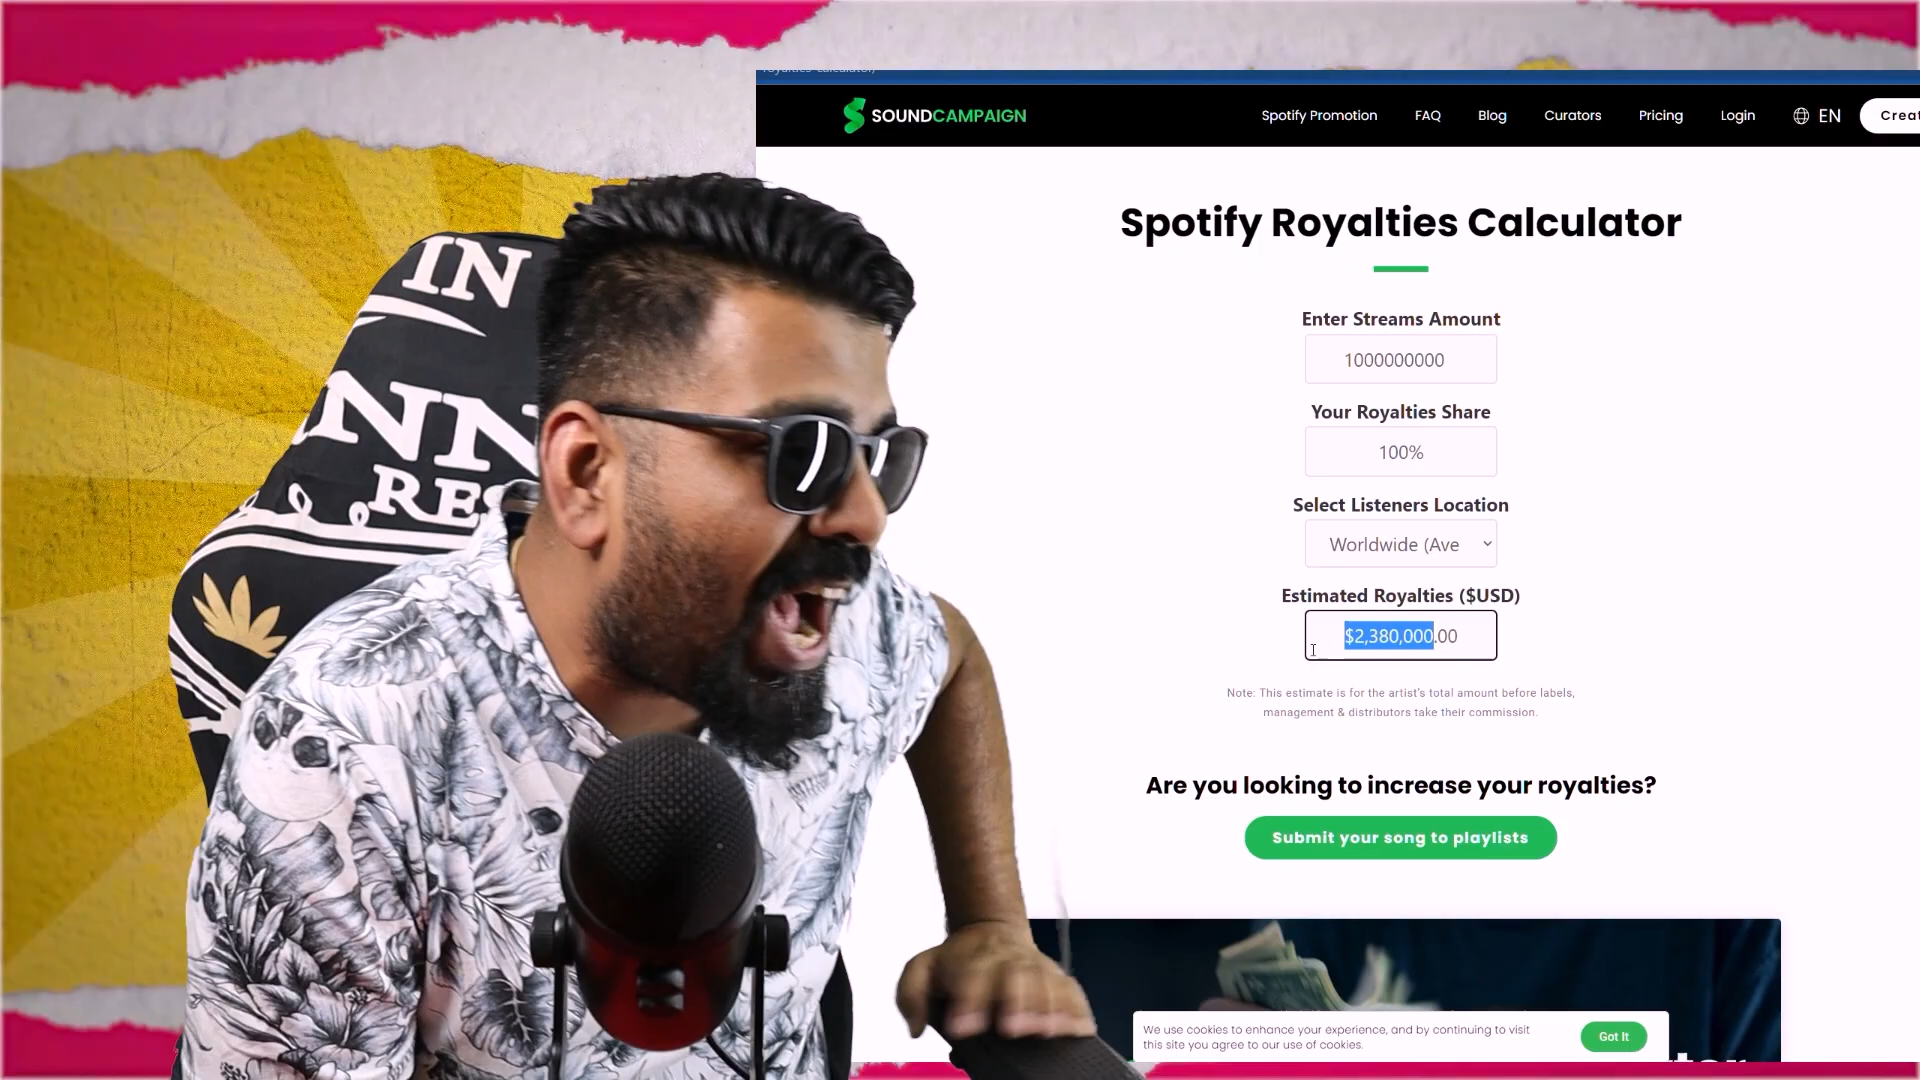 SOUNDCAMPAIGN
Spotify Promotion FAQ Blog Curators Pricing Login EN
Spotify Royalties Calculator
Enter Streams Amount
1000000000
Your Royalties Share
100%
Select Listeners Location
Worldwide (Ave
Estimated Royalties ($USD)
$2,380,000.00
Note: This estimate is for the artist's total amount before labels,
management & distributors take their commission.
Are you looking to increase your royalties?
Submit your song to playlists
We use cookies to enhance your experience, and by continuing to visit
this site you agree to our use of cookies.
Got It
IN